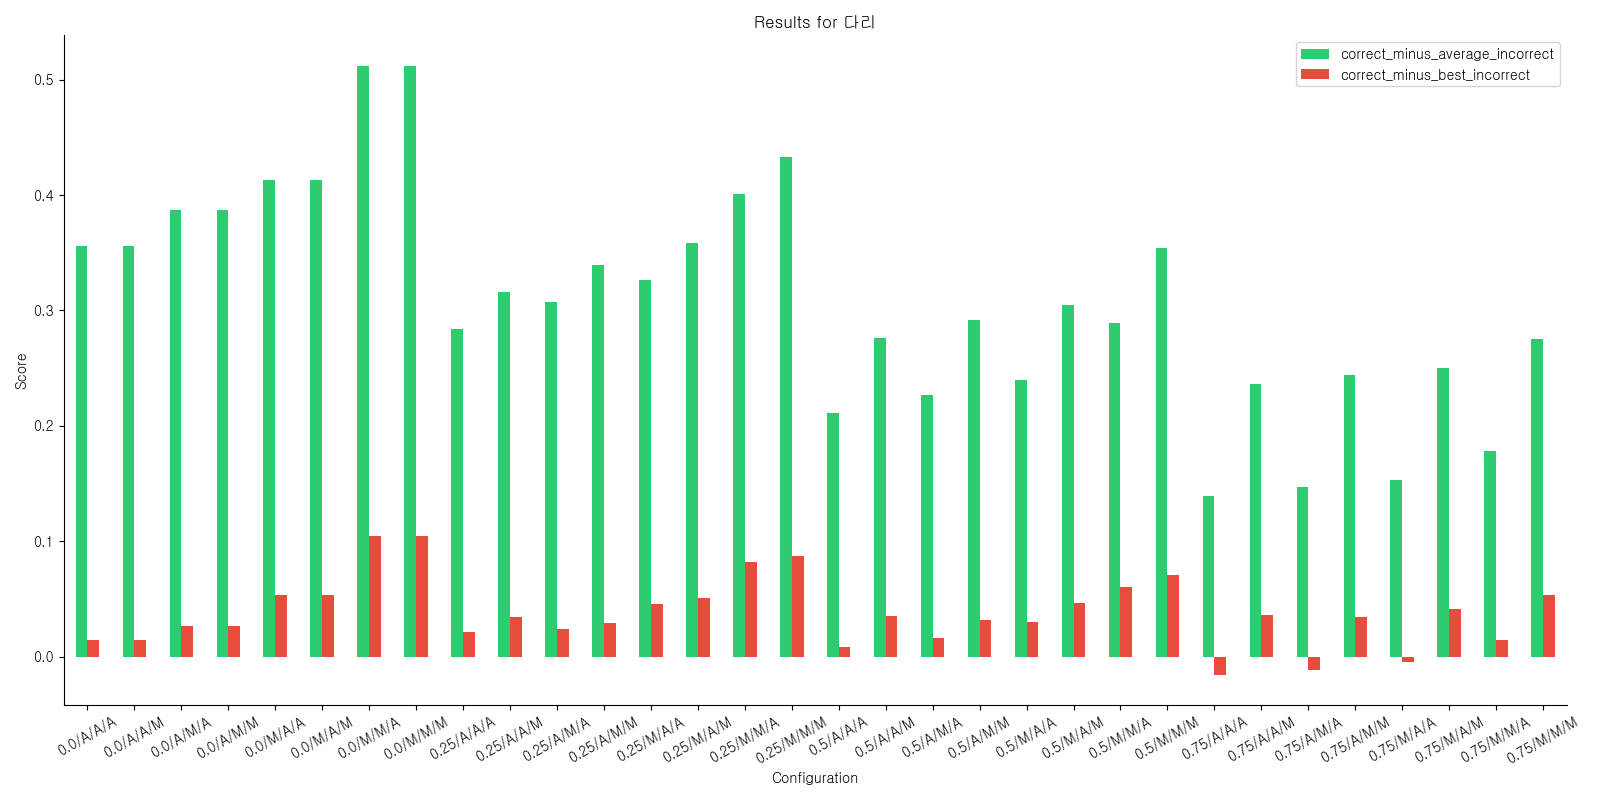 Results for 다리
correct_minus_average_incorrect
correct_minus_best_incorrect
Score
0.5
0.4
0.3
0.2
0.1
0.0
0.0/A/A/A
0.0/A/A/M
0.0/A/M/A
0.0/A/M/M
0.0/M/A/A
0.0/M/A/M
0.0/M/M/A
0.0/M/M/M
0.25/A/A/A
0.25/A/A/M
0.25/A/M/A
0.25/A/M/M
0.25/M/A/A
0.25/M/A/M
0.25/M/M/A
0.25/M/M/M
0.5/A/A/A
0.5/A/A/M
0.5/A/M/A
0.5/A/M/M
0.5/M/A/A
0.5/M/A/M
0.5/M/M/A
0.5/M/M/M
0.75/A/A/A
0.75/A/A/M
0.75/A/M/A
0.75/A/M/M
0.75/M/A/A
0.75/M/A/M
0.75/M/M/A
0.75/M/M/M
Configuration